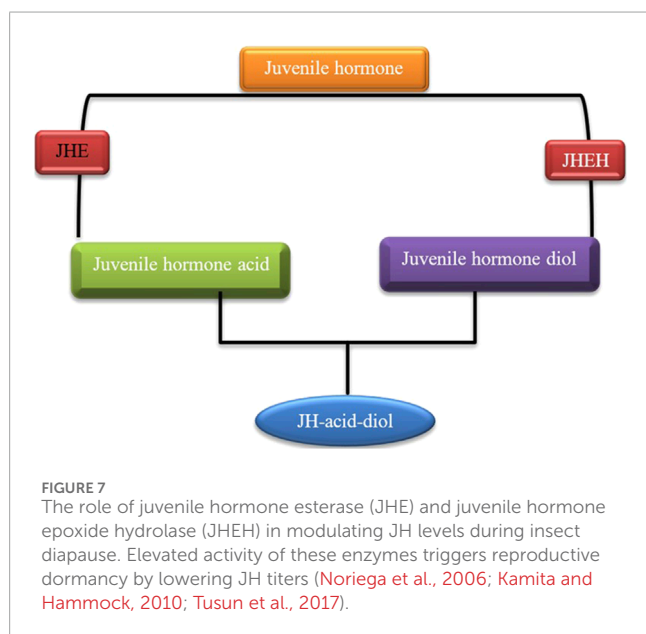 Juvenile hormone
JHE
JHEH
Juvenile hormone acid
Juvenile hormone diol
JH-acid-diol
FIGURE 7
The role of juvenile hormone esterase (JHE) and juvenile hormone
epoxide hydrolase (JHEH) in modulating JH levels during insect
diapause. Elevated activity of these enzymes triggers reproductive
dormancy by lowering JH titers (Noriega et al., 2006; Kamita and
Hammock, 2010; Tusun et al., 2017).